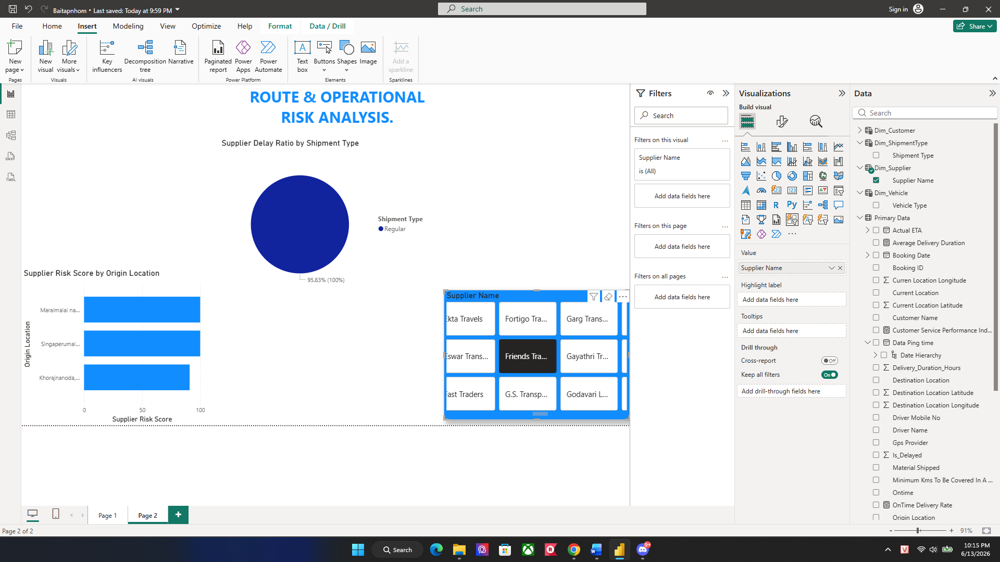 Baitapnhom • Last saved: Today at 9:59 PM
Search
Sign in
File
Home
Insert
Modeling
View
Optimize
Help
Format
Data / Drill
Share
New page
New visual
More visuals
Key influencers
Decomposition tree
Narrative
Paginated report
Power Apps
Power Automate
Text box
Buttons
Shapes
Image
Add a sparkline
Pages
Visuals
AI visuals
Power Platform
Elements
Sparklines
ROUTE & OPERATIONAL
RISK ANALYSIS.
Supplier Delay Ratio by Shipment Type
Shipment Type
Regular
95.83% (100%)
Supplier Risk Score by Origin Location
Origin Location
Maraimalai na...
Singaperumal...
Khorajnanoda,...
0
50
100
Supplier Risk Score
Supplier Name
Ekta Travels
Fortigo Tra...
Garg Trans...
Eswar Trans...
Friends Tra...
Gayathri Tr...
Fast Traders
G.S. Transp...
Godavari L...
Filters
Search
Filters on this visual
...
Supplier Name
is (All)
Add data fields here
Filters on this page
...
Add data fields here
Filters on all pages
...
Add data fields here
Visualizations
Build visual
123
123
R
Py
...
Value
Supplier Name
Highlight label
Add data fields here
Tooltips
Add data fields here
Drill through
Cross-report
Off
Keep all filters
On
Add drill-through fields here
Data
Search
Dim_Customer
Dim_ShipmentType
Shipment Type
Dim_Supplier
Supplier Name
Dim_Vehicle
Vehicle Type
Primary Data
Actual ETA
Average Delivery Duration
Booking Date
Booking ID
Curren Location Longitude
Current Location
Current Location Latitude
Customer Name
Customer Service Performance Ind...
Data Ping time
Date Hierarchy
Delivery_Duration_Hours
Destination Location
Destination Location Latitude
Destination Location Longitude
Driver Mobile No
Driver Name
Gps Provider
Is_Delayed
Material Shipped
Minimum Kms To Be Covered In A ...
Ontime
OnTime Delivery Rate
Origin Location
DAX
TMDL
Page 1
Page 2
+
Page 2 of 2
- + 91%
Search
9+
V
10:15 PM
6/13/2026